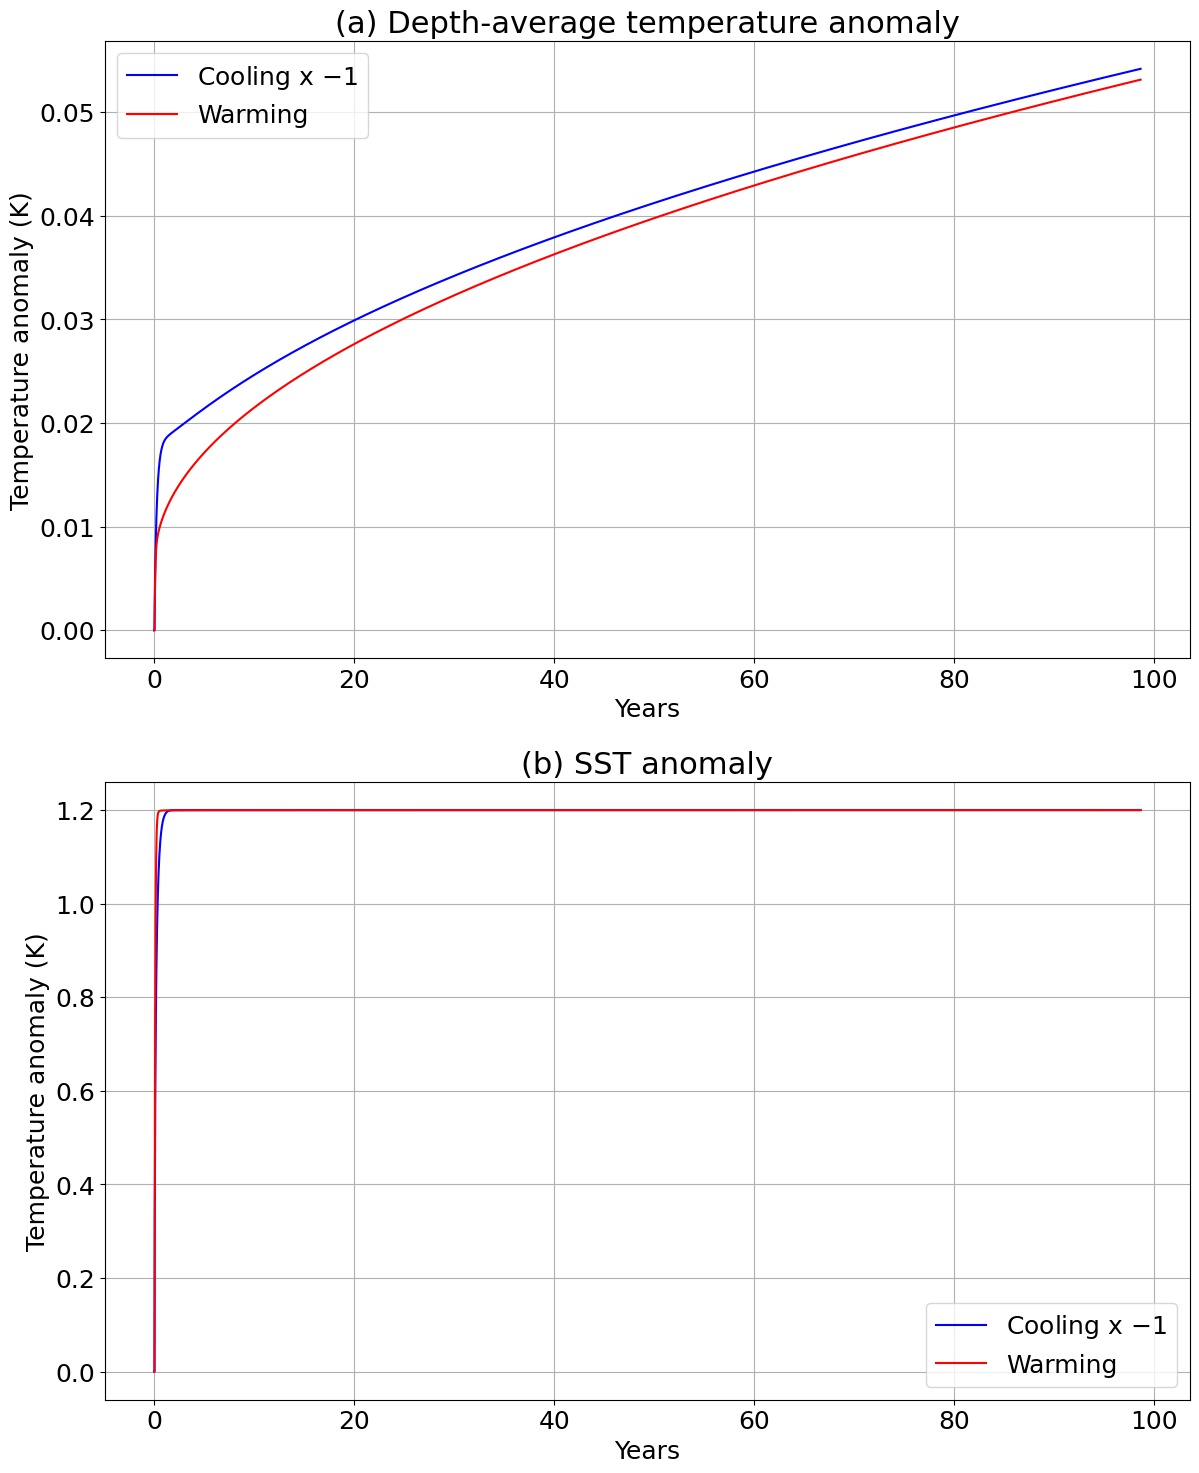 (a) Depth-average temperature anomaly
Cooling x −1
Warming
Temperature anomaly (K)
0.05
0.04
0.03
0.02
0.01
0.00
0 20 40 60 80 100
Years
(b) SST anomaly
Temperature anomaly (K)
1.2
1.0
0.8
0.6
0.4
0.2
0.0
Cooling x −1
Warming
0 20 40 60 80 100
Years